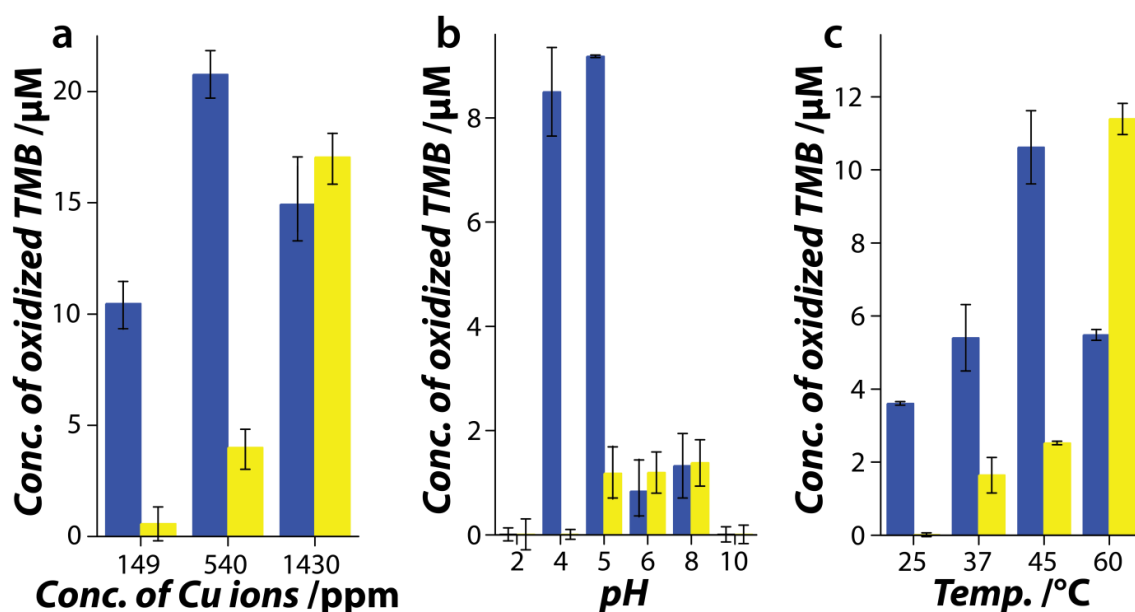 a
Conc. of oxidized TMB /µM
20
15
10
5
0
149 540 1430
Conc. of Cu ions /ppm
b
Conc. of oxidized TMB /µM
8
6
4
2
0
2 4 5 6 8 10
pH
c
Conc. of oxidized TMB /µM
12
10
8
6
4
2
0
25 37 45 60
Temp. /°C